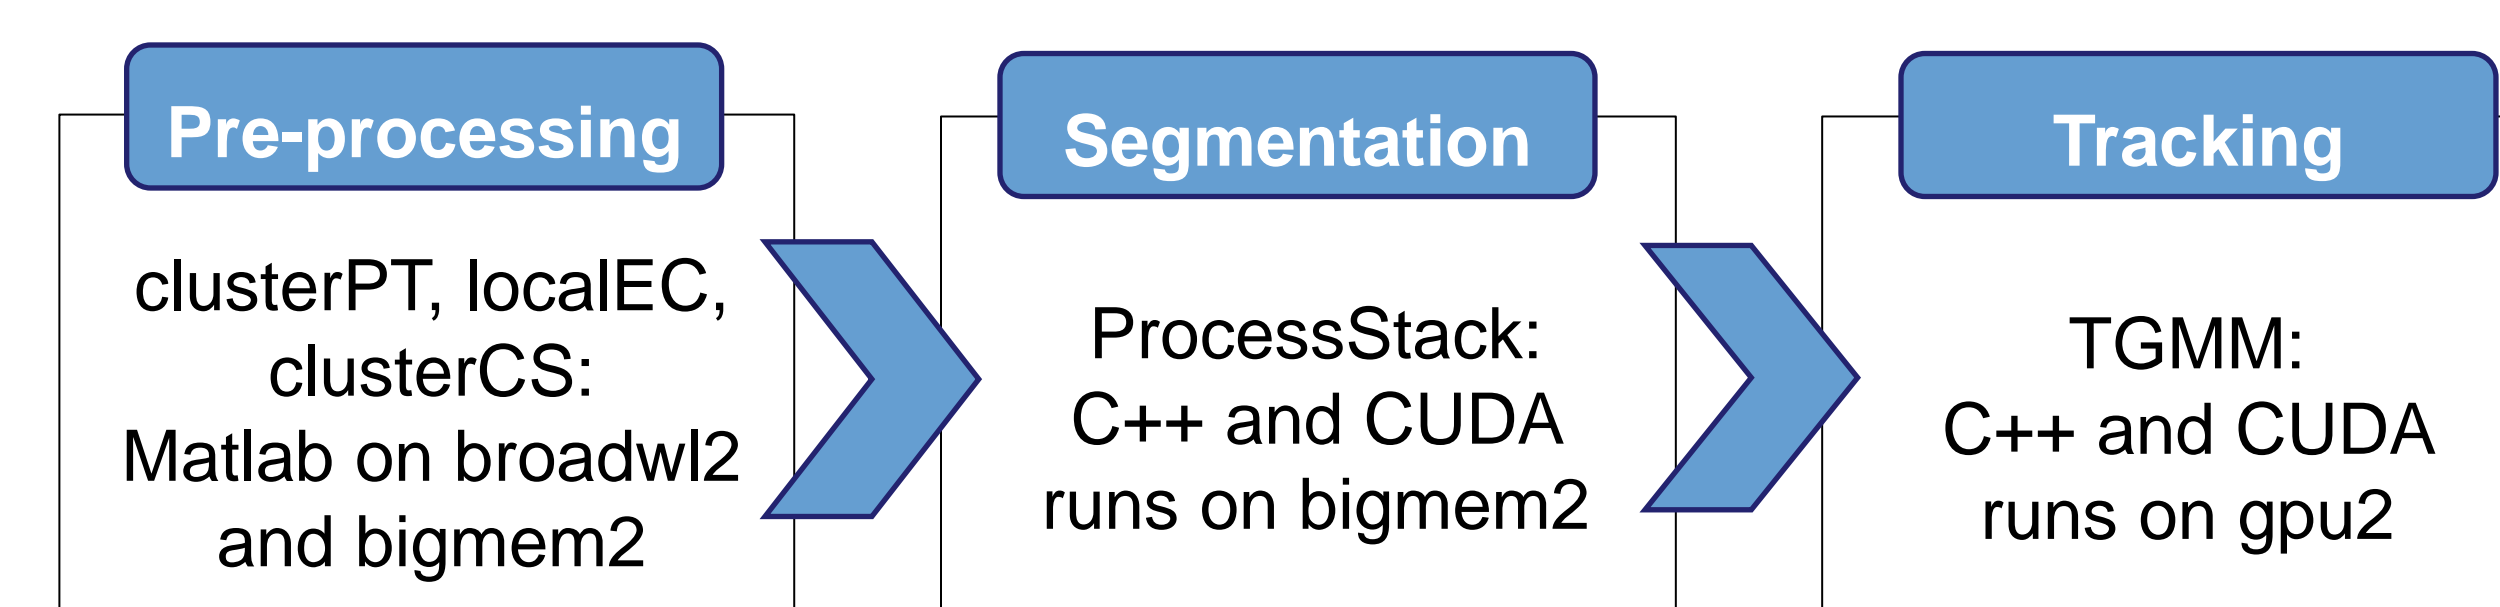 Pre-processing
clusterPT, localEC,
clusterCS:
Matlab on broadwl2
and bigmem2
Segmentation
ProcessStack:
C++ and CUDA
runs on bigmem2
Tracking
TGMM:
C++ and CUDA
runs on gpu2